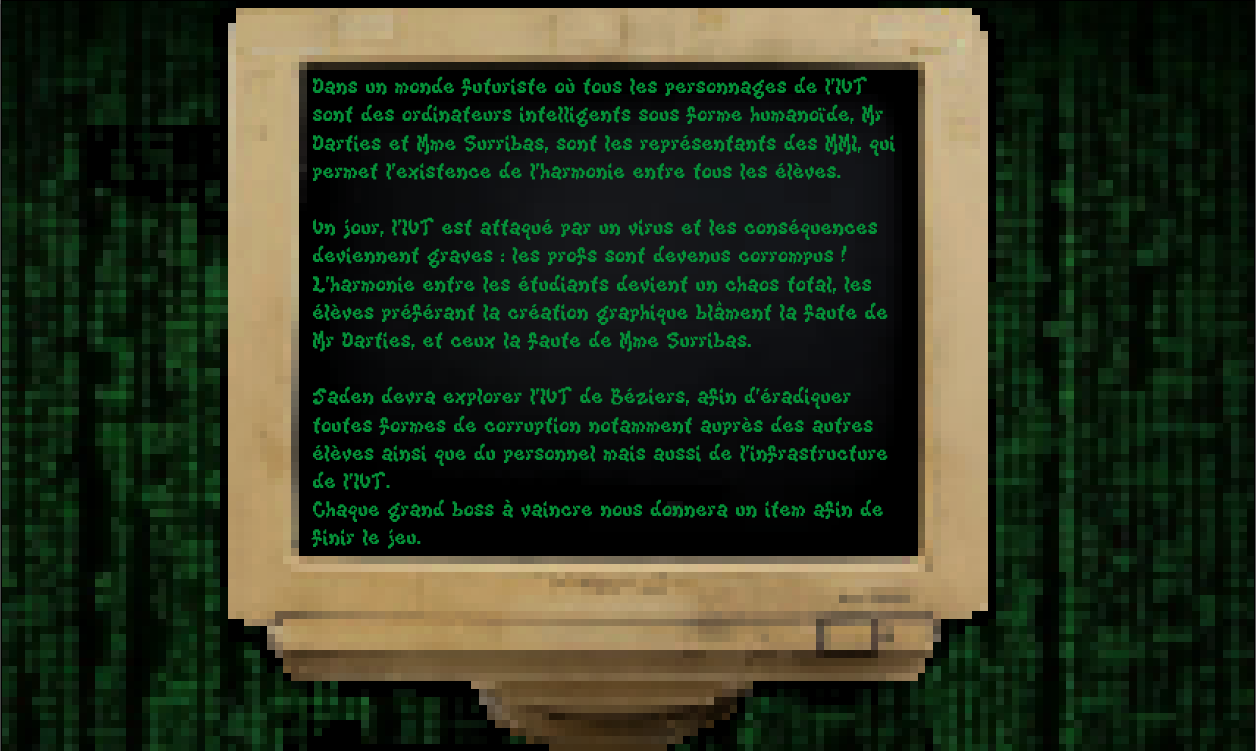 Dans un monde futuriste où tous les personnages de l'IUT
sont des ordinateurs intelligents sous forme humanoïde, Mr
Darties et Mme Surribas, sont les représentants des MMI, qui
permet l'existence de l'harmonie entre tous les élèves.
Un jour, l'IUT est attaqué par un virus et les conséquences
deviennent graves : les profs sont devenus corrompus !
L'harmonie entre les étudiants devient un chaos total, les
élèves préférant la création graphique blâment la faute de
Mr Darties, et ceux la faute de Mme Surribas.
Saden devra explorer l'IUT de Béziers, afin d'éradiquer
toutes formes de corruption notamment auprès des autres
élèves ainsi que du personnel mais aussi de l'infrastructure
de l'IUT.
Chaque grand boss à vaincre nous donnera un item afin de
finir le jeu.